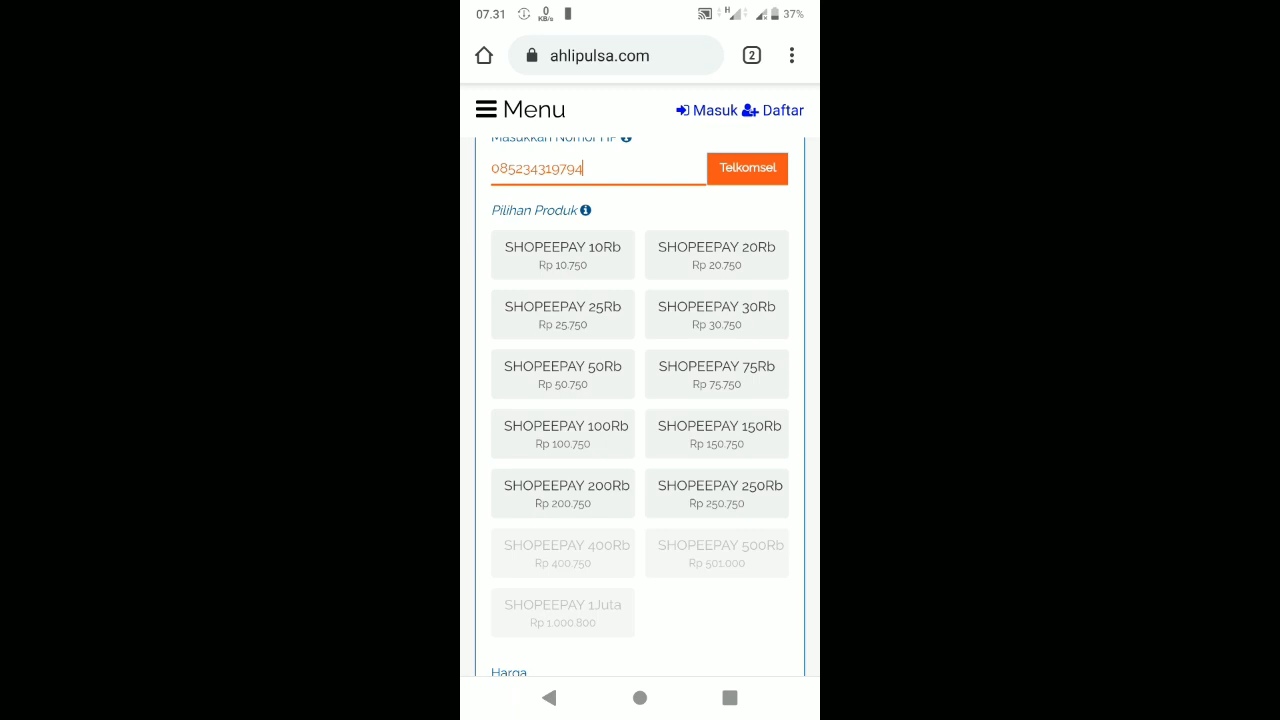 07.31 0 KB/s H 37%
ahlipulsa.com 2
Menu Masuk Daftar
Masukkan Nomor HP
085234319794 Telkomsel
Pilihan Produk
SHOPEEPAY 10Rb SHOPEEPAY 20Rb
Rp 10.750 Rp 20.750
SHOPEEPAY 25Rb SHOPEEPAY 30Rb
Rp 25.750 Rp 30.750
SHOPEEPAY 50Rb SHOPEEPAY 75Rb
Rp 50.750 Rp 75.750
SHOPEEPAY 100Rb SHOPEEPAY 150Rb
Rp 100.750 Rp 150.750
SHOPEEPAY 200Rb SHOPEEPAY 250Rb
Rp 200.750 Rp 250.750
SHOPEEPAY 400Rb SHOPEEPAY 500Rb
Rp 400.750 Rp 501.000
SHOPEEPAY 1Juta
Rp 1.000.800
Harga